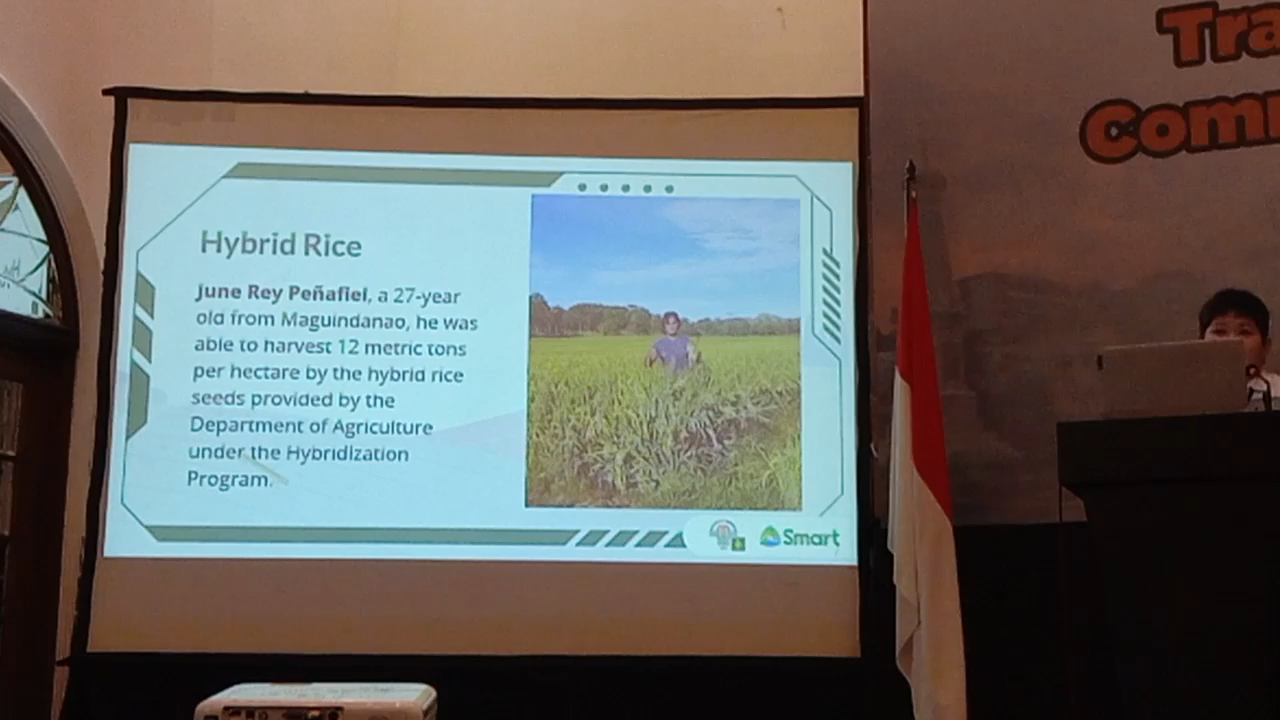 Tra
Com
Hybrid Rice
June Rey Peñafiel, a 27-year
old from Maguindanao, he was
able to harvest 12 metric tons
per hectare by the hybrid rice
seeds provided by the
Department of Agriculture
under the Hybridization
Program.
Smart